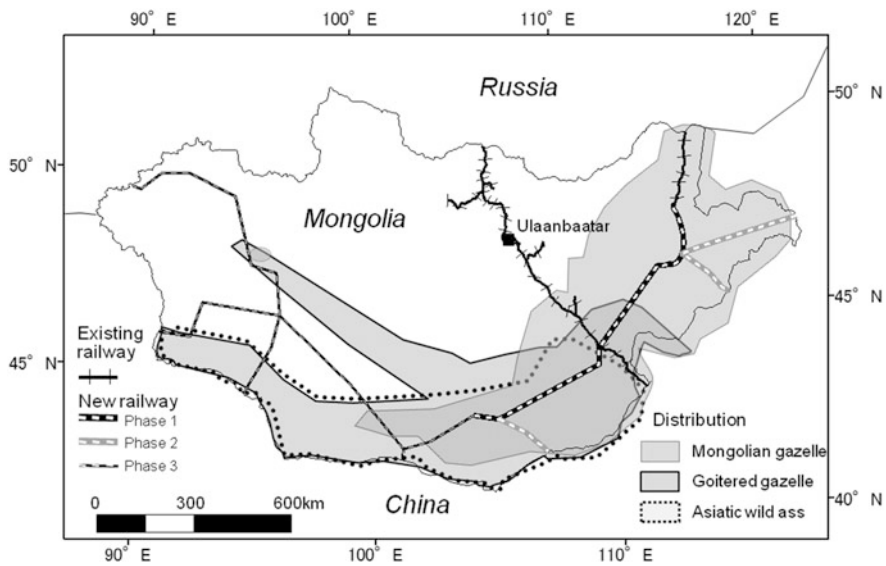 90° E
100° E
110° E
120° E
Russia
50° N
50° N
Mongolia
Ulaanbaatar
45° N
45° N
Existing
railway
New railway
Phase 1
Phase 2
Phase 3
Distribution
Mongolian gazelle
Goitered gazelle
Asiatic wild ass
0 300 600km
China
40° N
90° E
100° E
110° E